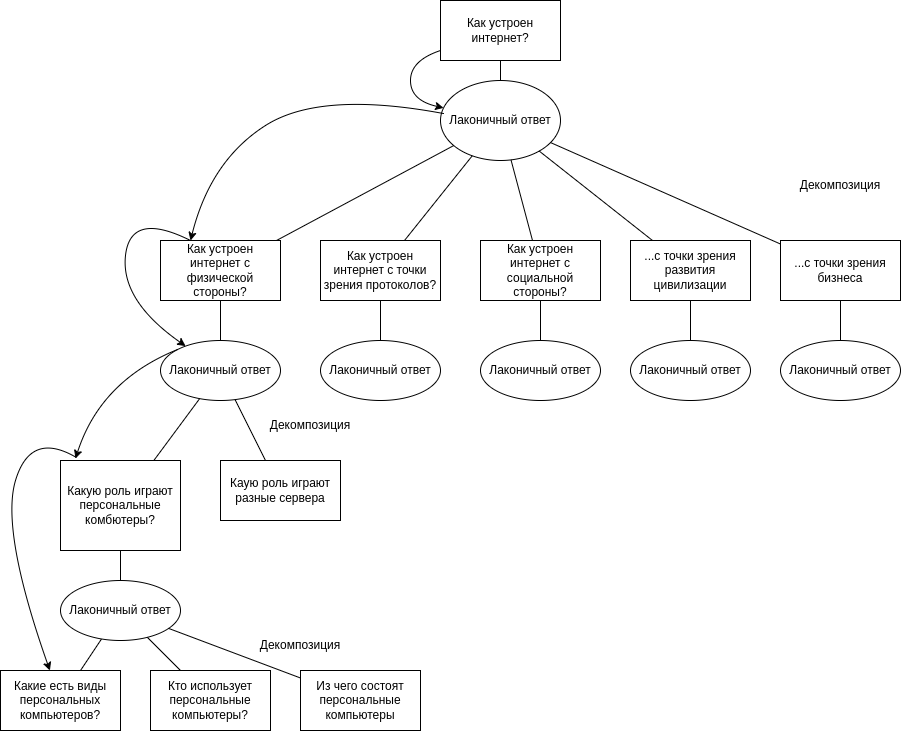 Как устроен
интернет?
Лаконичный ответ
Декомпозиция
Как устроен
интернет с
физической
стороны?
Как устроен
интернет с точки
зрения протоколов?
Как устроен
интернет с
социальной
стороны?
...с точки зрения
развития
цивилизации
...с точки зрения
бизнеса
Лаконичный ответ
Лаконичный ответ
Лаконичный ответ
Лаконичный ответ
Лаконичный ответ
Декомпозиция
Какую роль играют
персональные
комбютеры?
Каую роль играют
разные сервера
Лаконичный ответ
Декомпозиция
Какие есть виды
персональных
компьютеров?
Кто использует
персональные
компьютеры?
Из чего состоят
персональные
компьютеры